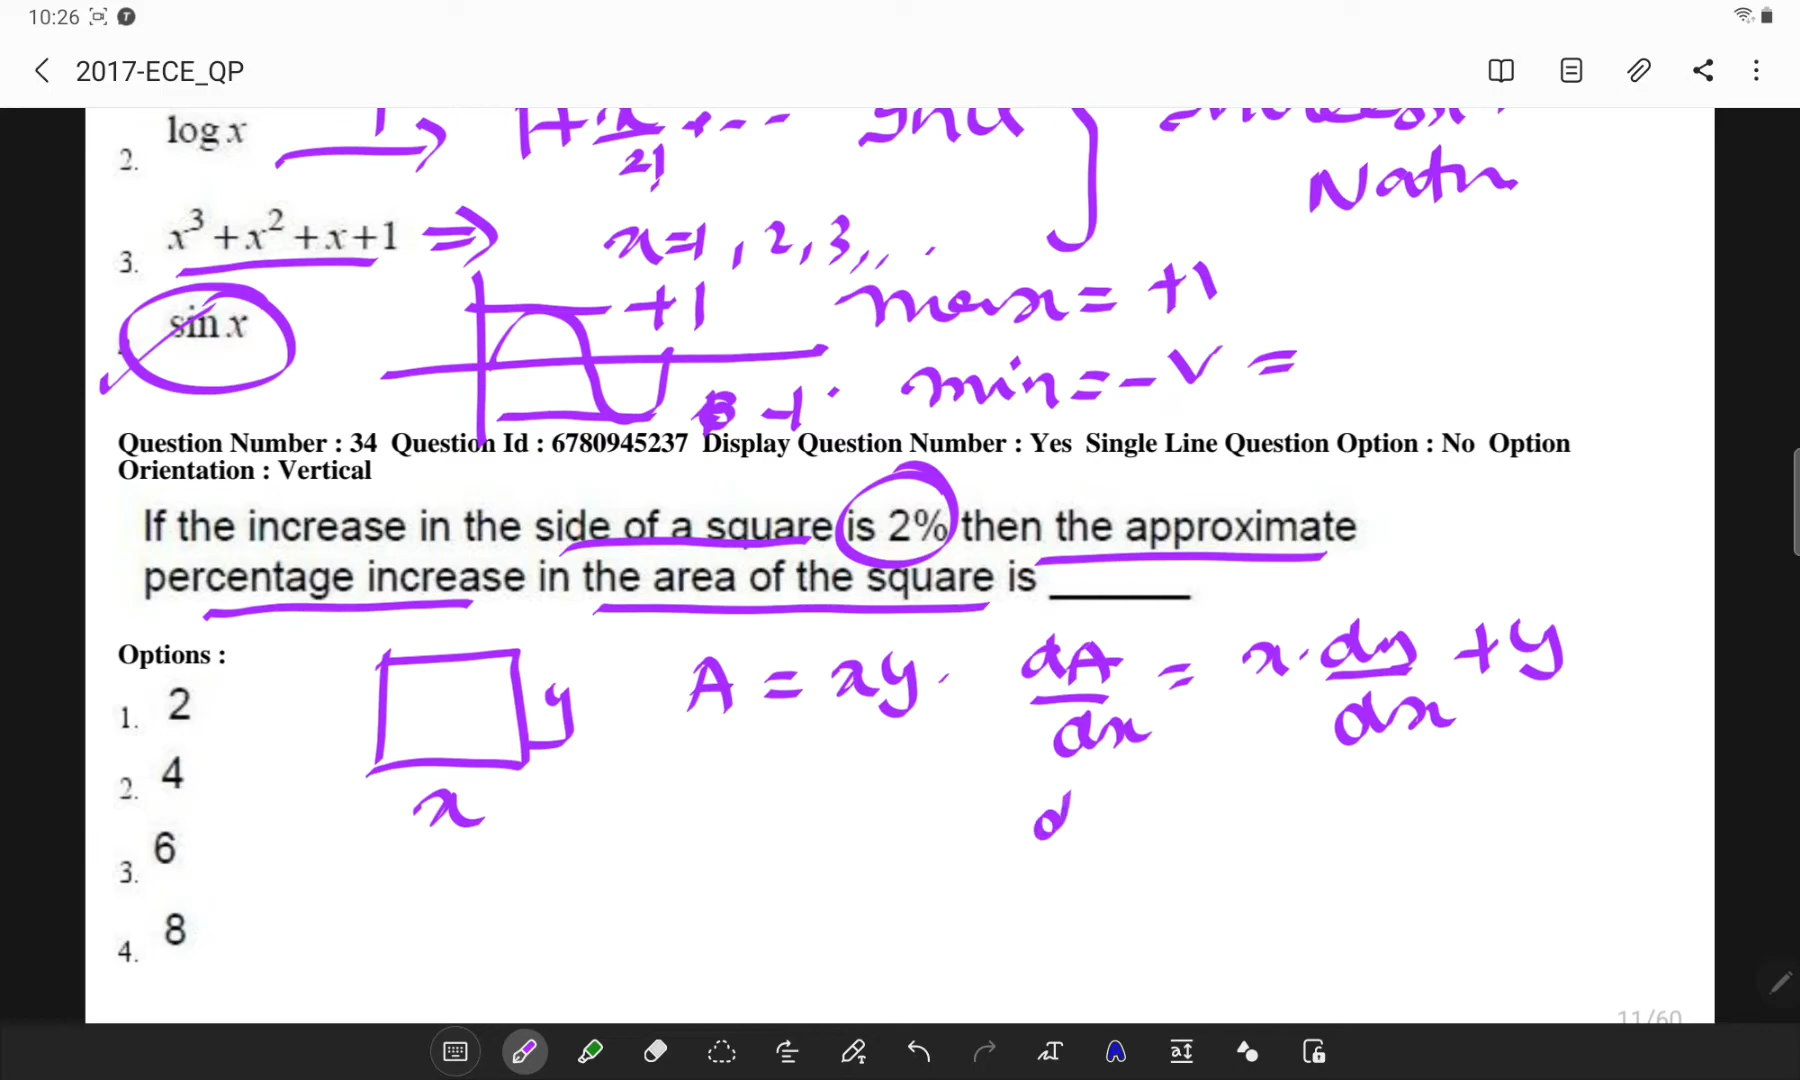 10:26
2017-ECE_QP
2. log x
1 + x/2! + - - -
Natu
3. x³ + x² + x + 1 ⇒ x = 1, 2, 3, , .
sin x
+1 max = +1
-1 . min = - V =
Question Number : 34 Question Id : 6780945237 Display Question Number : Yes Single Line Question Option : No Option
Orientation : Vertical
If the increase in the side of a square is 2% then the approximate
percentage increase in the area of the square is ________
Options :
A = xy . dA/dx = x · dy/dx + y
1. 2
y
2. 4
x
d
3. 6
4. 8
11/60